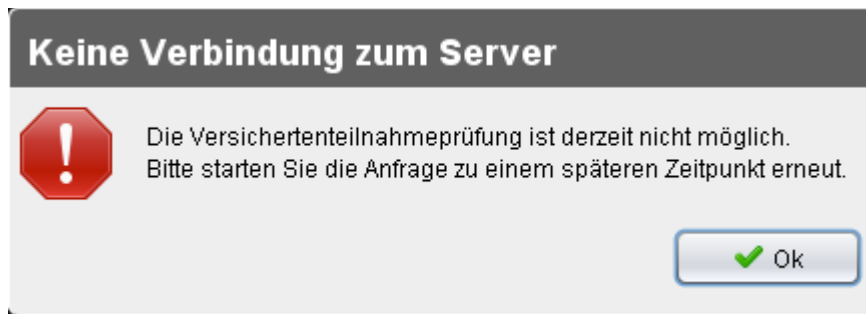 Keine Verbindung zum Server
Die Versichertenteilnahmeprüfung ist derzeit nicht möglich.
Bitte starten Sie die Anfrage zu einem späteren Zeitpunkt erneut.
Ok